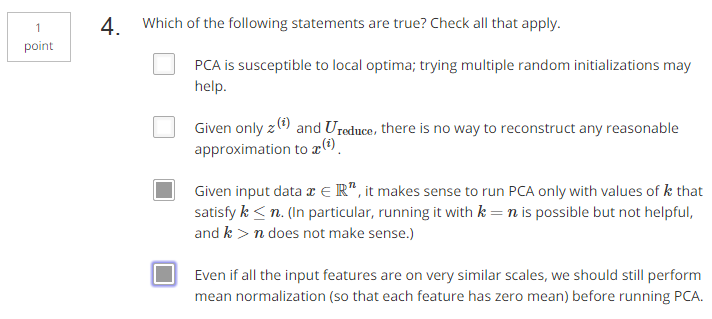 1
point
4. Which of the following statements are true? Check all that apply.
PCA is susceptible to local optima; trying multiple random initializations may
help.
Given only z^(i) and U_reduce, there is no way to reconstruct any reasonable
approximation to x^(i).
Given input data x ∈ ℝ^n, it makes sense to run PCA only with values of k that
satisfy k ≤ n. (In particular, running it with k = n is possible but not helpful,
and k > n does not make sense.)
Even if all the input features are on very similar scales, we should still perform
mean normalization (so that each feature has zero mean) before running PCA.